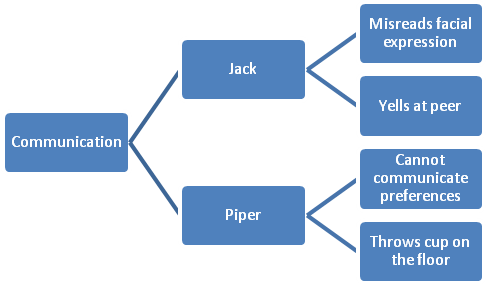 Communication
Jack
Misreads facial
expression
Yells at peer
Piper
Cannot
communicate
preferences
Throws cup on
the floor